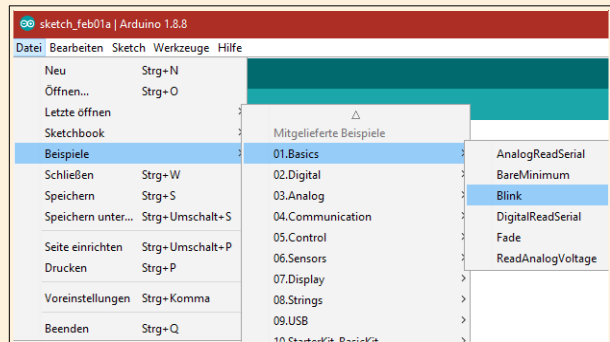 sketch_feb01a | Arduino 1.8.8
Datei Bearbeiten Sketch Werkzeuge Hilfe
Neu Strg+N
Öffnen... Strg+O
Letzte öffnen
Sketchbook
Beispiele
Schließen Strg+W
Speichern Strg+S
Speichern unter... Strg+Umschalt+S
Seite einrichten Strg+Umschalt+P
Drucken Strg+P
Voreinstellungen Strg+Komma
Beenden Strg+Q
Mitgelieferte Beispiele
01.Basics
02.Digital
03.Analog
04.Communication
05.Control
06.Sensors
07.Display
08.Strings
09.USB
10.StarterKit_BasicKit
AnalogReadSerial
BareMinimum
Blink
DigitalReadSerial
Fade
ReadAnalogVoltage